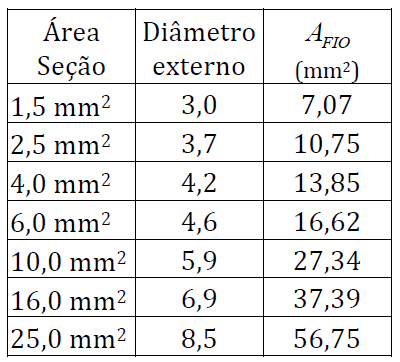 Área Seção | Diâmetro externo | A_FIO (mm²)
1,5 mm² | 3,0 | 7,07
2,5 mm² | 3,7 | 10,75
4,0 mm² | 4,2 | 13,85
6,0 mm² | 4,6 | 16,62
10,0 mm² | 5,9 | 27,34
16,0 mm² | 6,9 | 37,39
25,0 mm² | 8,5 | 56,75